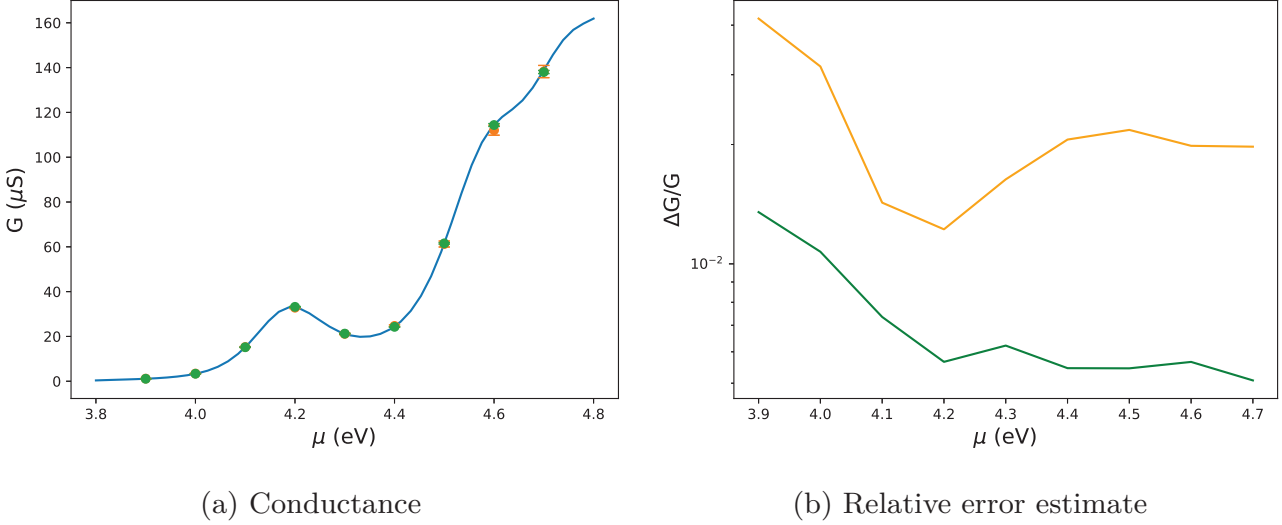 160
140
120
100
80
60
40
20
0
G (μS)
3.8 4.0 4.2 4.4 4.6 4.8
μ (eV)
(a) Conductance
ΔG/G
10⁻²
3.9 4.0 4.1 4.2 4.3 4.4 4.5 4.6 4.7
μ (eV)
(b) Relative error estimate